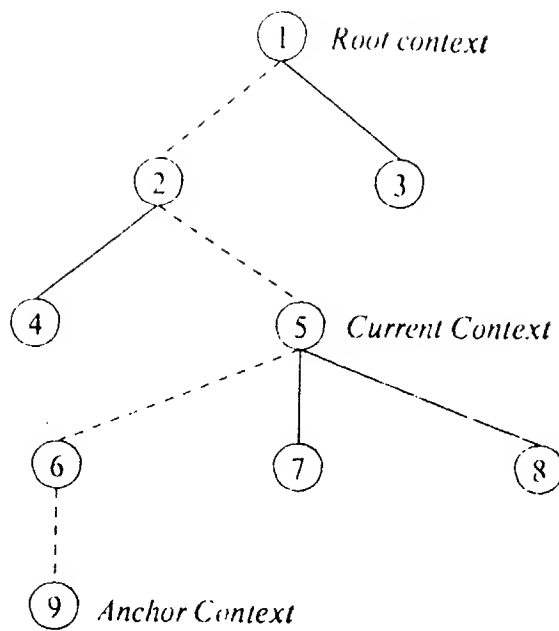 1 Root context
2 3
4 5 Current Context
6 7 8
9 Anchor Context